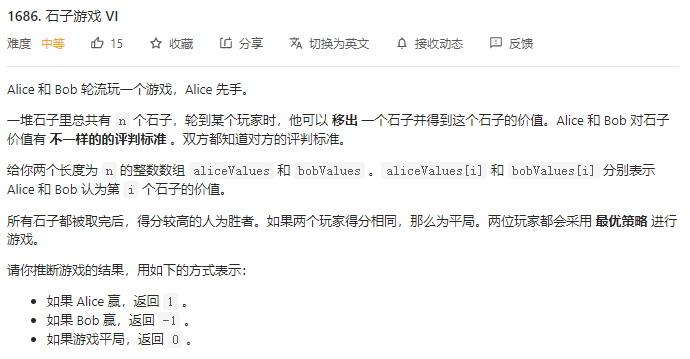 1686. 石子游戏 VI
难度 中等 15 收藏 分享 切换为英文 接收动态 反馈
Alice 和 Bob 轮流玩一个游戏，Alice 先手。
一堆石子里总共有 n 个石子，轮到某个玩家时，他可以 移出 一个石子并得到这个石子的价值。Alice 和 Bob 对石子
价值有 不一样的的评判标准 。双方都知道对方的评判标准。
给你两个长度为 n 的整数数组 aliceValues 和 bobValues 。aliceValues[i] 和 bobValues[i] 分别表示
Alice 和 Bob 认为第 i 个石子的价值。
所有石子都被取完后，得分较高的人为胜者。如果两个玩家得分相同，那么为平局。两位玩家都会采用 最优策略 进行
游戏。
请你推断游戏的结果，用如下的方式表示：
• 如果 Alice 赢，返回 1 。
• 如果 Bob 赢，返回 -1 。
• 如果游戏平局，返回 0 。